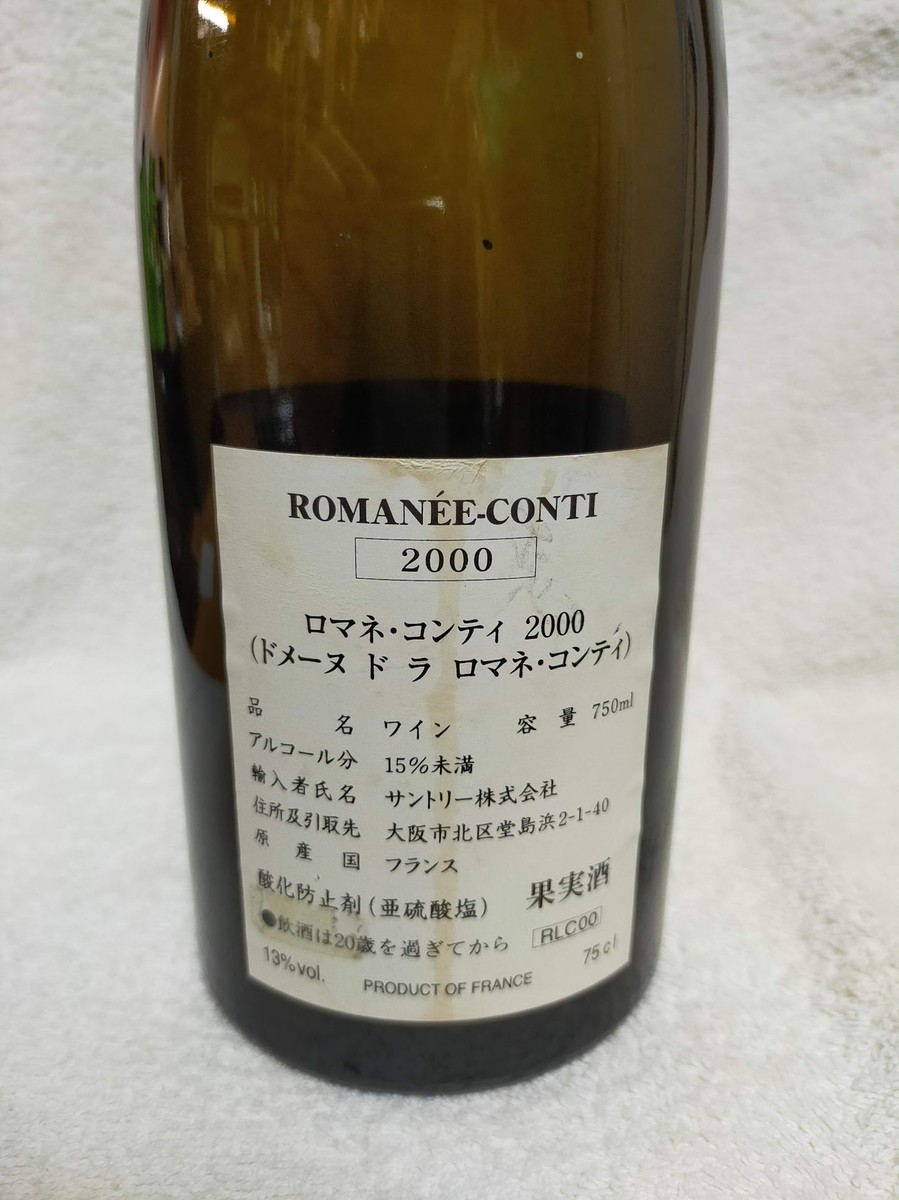 ROMANÉE-CONTI
2000
ロマネ・コンティ 2000
(ドメーヌ ド ラ ロマネ・コンティ)
品名 ワイン 容量 750ml
アルコール分 15%未満
輸入者氏名 サントリー株式会社
住所及引取先 大阪市北区堂島浜2-1-40
原産国 フランス
酸化防止剤(亜硫酸塩) 果実酒
●飲酒は20歳を過ぎてから RLC00
13%vol. PRODUCT OF FRANCE 75cl